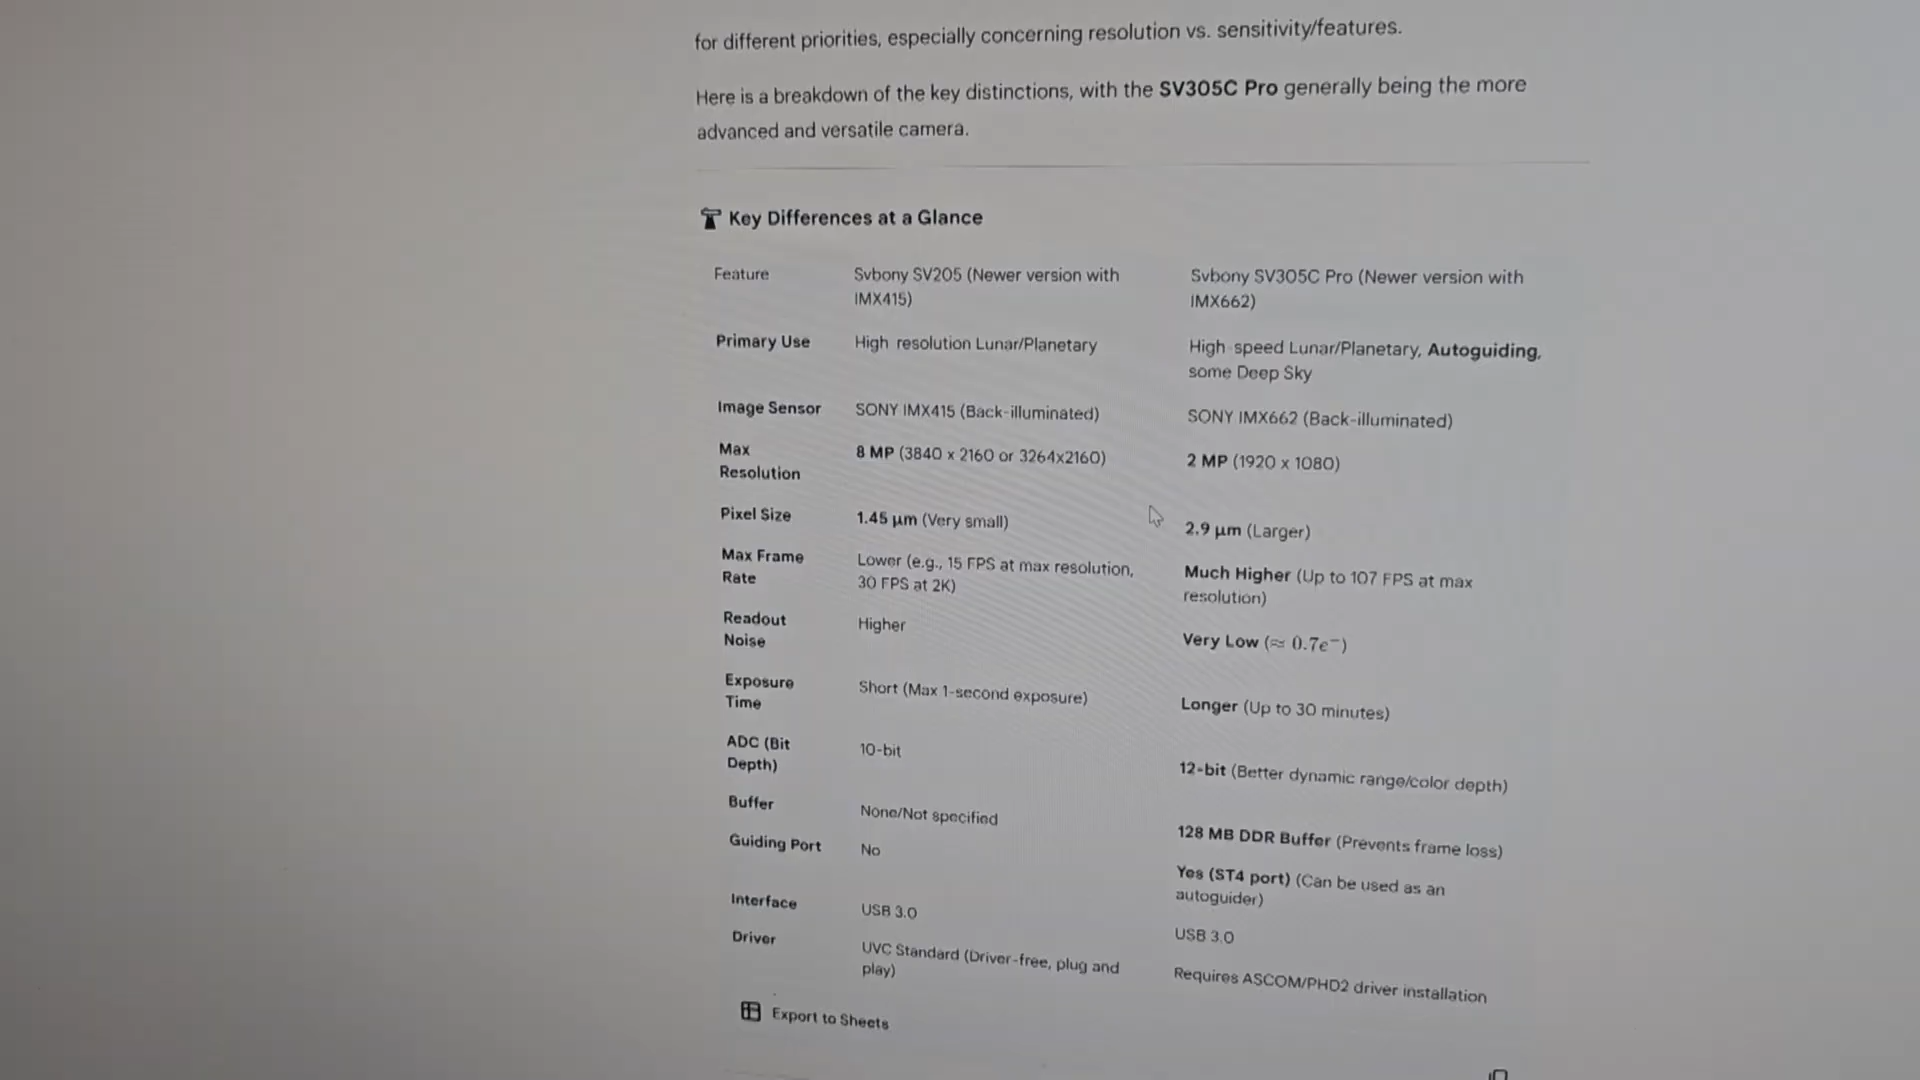 for different priorities, especially concerning resolution vs. sensitivity/features.
Here is a breakdown of the key distinctions, with the SV305C Pro generally being the more
advanced and versatile camera.
Key Differences at a Glance
Feature
Svbony SV205 (Newer version with
IMX415)
Svbony SV305C Pro (Newer version with
IMX662)
Primary Use
High resolution Lunar/Planetary
High speed Lunar/Planetary, Autoguiding,
some Deep Sky
Image Sensor
SONY IMX415 (Back-illuminated)
SONY IMX662 (Back-illuminated)
Max
Resolution
8 MP (3840 x 2160 or 3264x2160)
2 MP (1920 x 1080)
Pixel Size
1.45 μm (Very small)
2.9 μm (Larger)
Max Frame
Rate
Lower (e.g., 15 FPS at max resolution,
30 FPS at 2K)
Much Higher (Up to 107 FPS at max
resolution)
Readout
Noise
Higher
Very Low (≈ 0.7e⁻)
Exposure
Time
Short (Max 1-second exposure)
Longer (Up to 30 minutes)
ADC (Bit
Depth)
10-bit
12-bit (Better dynamic range/color depth)
Buffer
None/Not specified
128 MB DDR Buffer (Prevents frame loss)
Guiding Port
No
Yes (ST4 port) (Can be used as an
autoguider)
Interface
USB 3.0
USB 3.0
Driver
UVC Standard (Driver-free, plug and
play)
Requires ASCOM/PHD2 driver installation
Export to Sheets